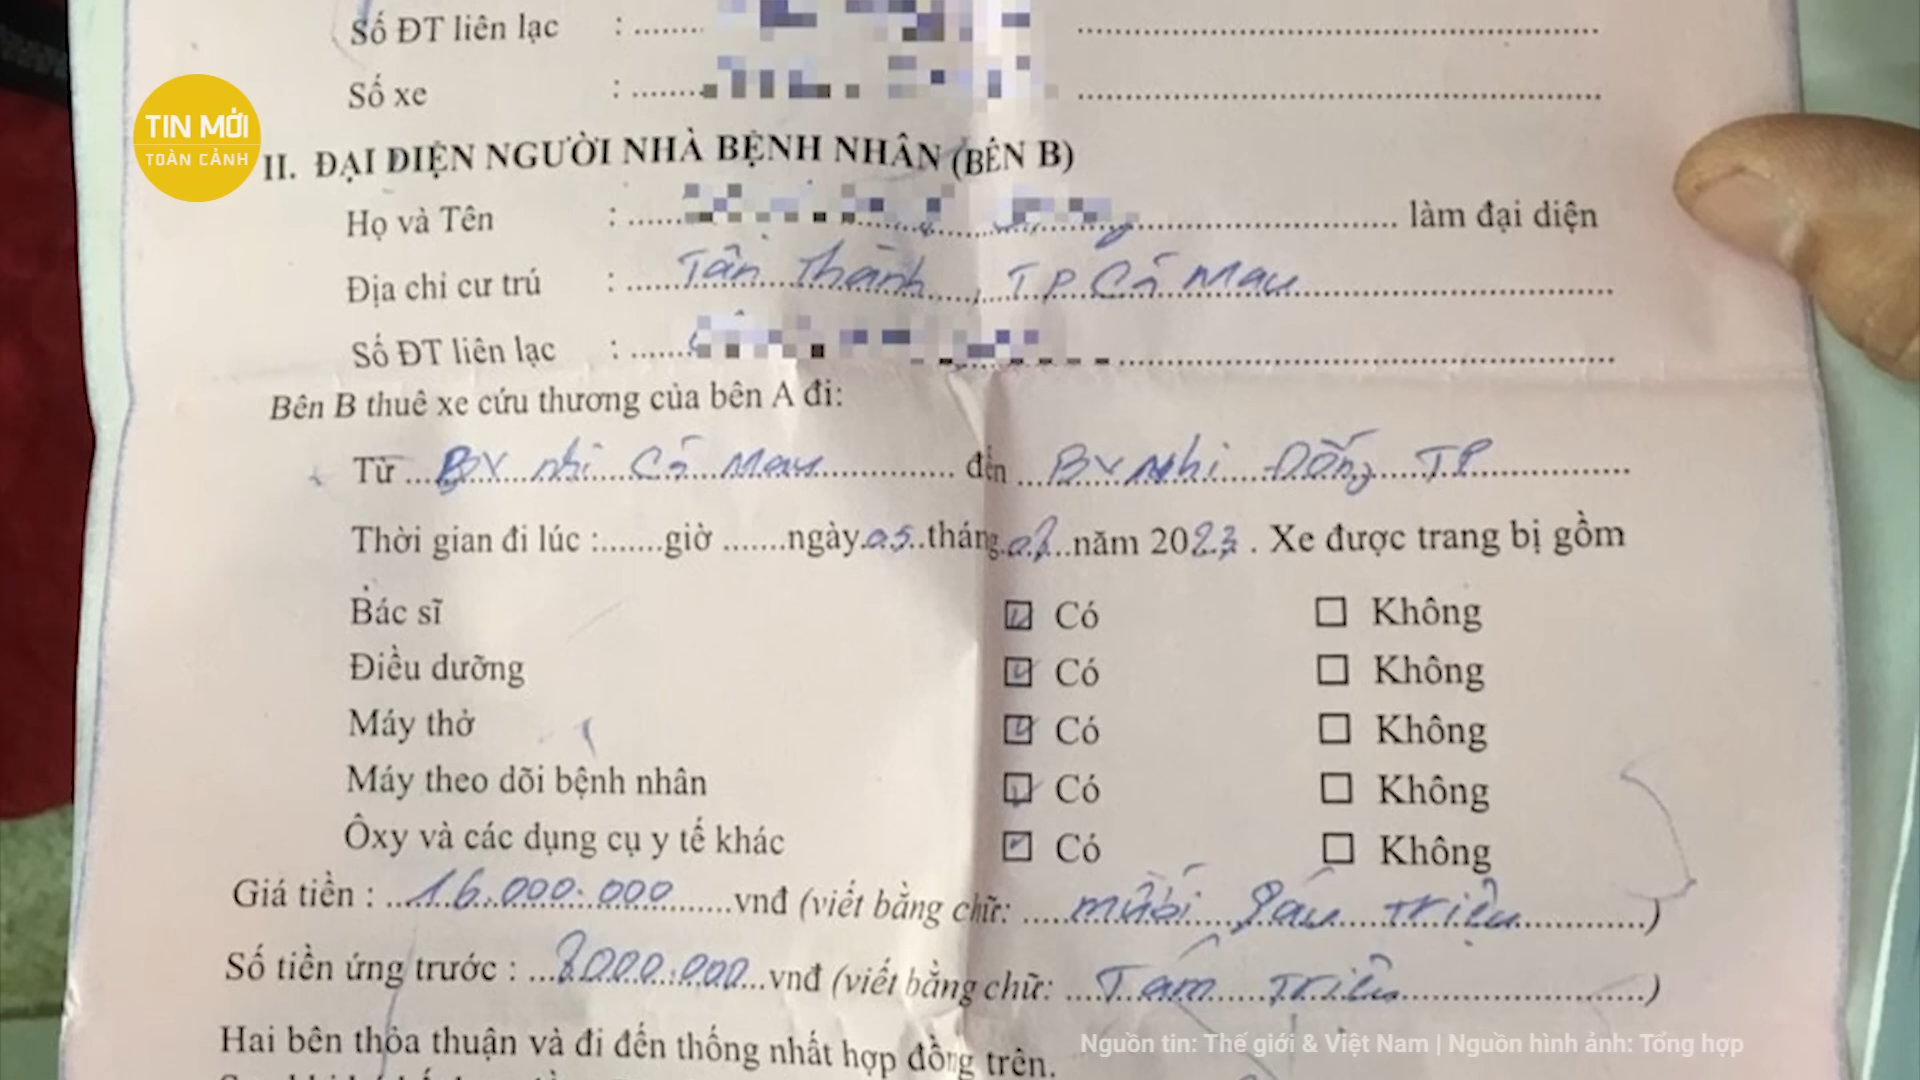 Số ĐT liên lạc :
Số xe :
TIN MỚI
TOÀN CẢNH
II. ĐẠI DIỆN NGƯỜI NHÀ BỆNH NHÂN (BÊN B)
Họ và Tên : làm đại diện
Địa chỉ cư trú : Tân Thành, TP Cá Mau
Số ĐT liên lạc :
Bên B thuê xe cứu thương của bên A đi:
Từ BV nhi Cá Mau đến BV Nhi Đồng TP
Thời gian đi lúc :.......giờ .......ngày 05 tháng năm 2023 . Xe được trang bị gồm
Bác sĩ ☑ Có ☐ Không
Điều dưỡng ☑ Có ☐ Không
Máy thở ☑ Có ☐ Không
Máy theo dõi bệnh nhân ☑ Có ☐ Không
Ôxy và các dụng cụ y tế khác ☑ Có ☐ Không
Giá tiền : 16.000.000 vnđ (viết bằng chữ: mười sáu triệu)
Số tiền ứng trước : 8000.000 vnđ (viết bằng chữ: Tám triệu)
Hai bên thỏa thuận và đi đến thống nhất hợp đồng trên.
Nguồn tin: Thế giới & Việt Nam | Nguồn hình ảnh: Tổng hợp